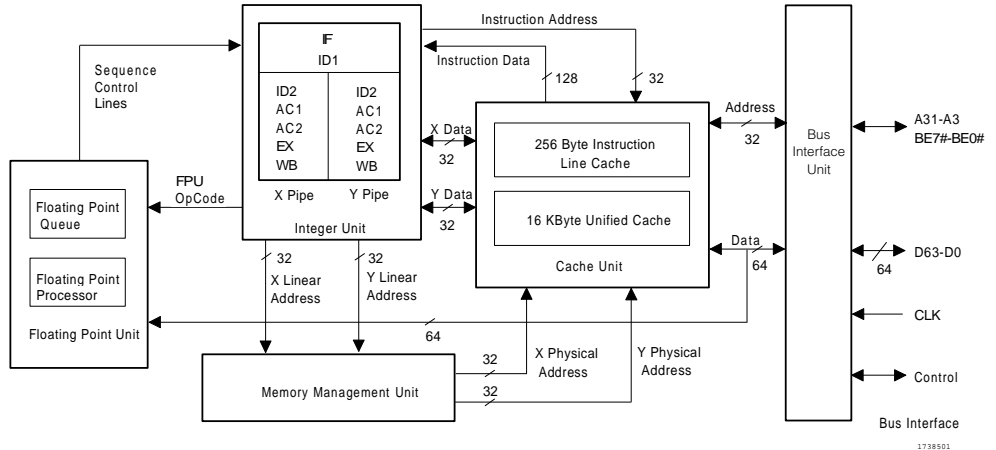 Instruction Address
IF
ID1
Instruction Data
128
32
Sequence
Control
Lines
ID2
AC1
AC2
EX
WB
ID2
AC1
AC2
EX
WB
X Pipe
Y Pipe
Integer Unit
X Data
32
Y Data
32
256 Byte Instruction
Line Cache
16 KByte Unified Cache
Cache Unit
Address
32
Data
64
Bus
Interface
Unit
A31-A3
BE7#-BE0#
D63-D0
64
CLK
Control
Bus Interface
FPU
OpCode
Floating Point
Queue
Floating Point
Processor
Floating Point Unit
32
X Linear
Address
32
Y Linear
Address
64
Memory Management Unit
32
32
X Physical
Address
Y Physical
Address
1738501